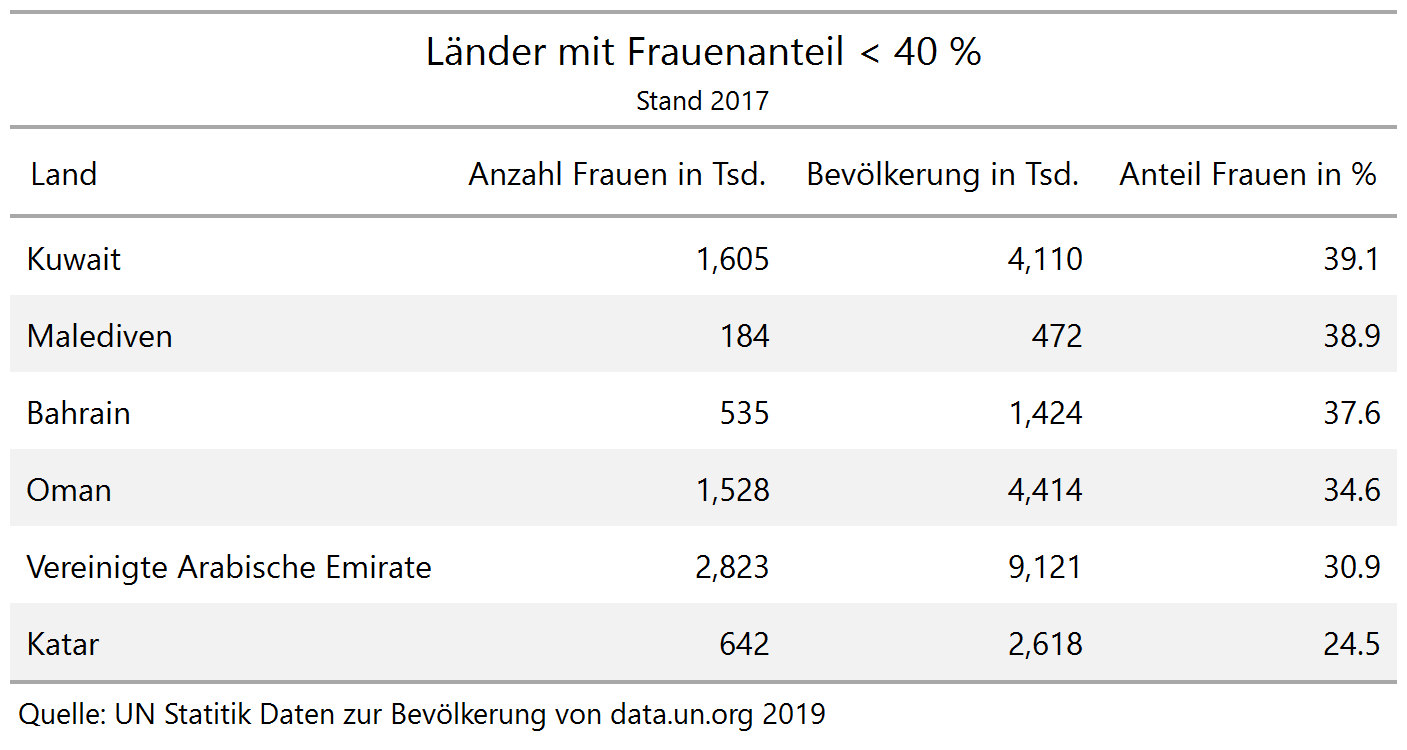 Länder mit Frauenanteil < 40 %
Stand 2017
Land Anzahl Frauen in Tsd. Bevölkerung in Tsd. Anteil Frauen in %
Kuwait 1,605 4,110 39.1
Malediven 184 472 38.9
Bahrain 535 1,424 37.6
Oman 1,528 4,414 34.6
Vereinigte Arabische Emirate 2,823 9,121 30.9
Katar 642 2,618 24.5
Quelle: UN Statitik Daten zur Bevölkerung von data.un.org 2019